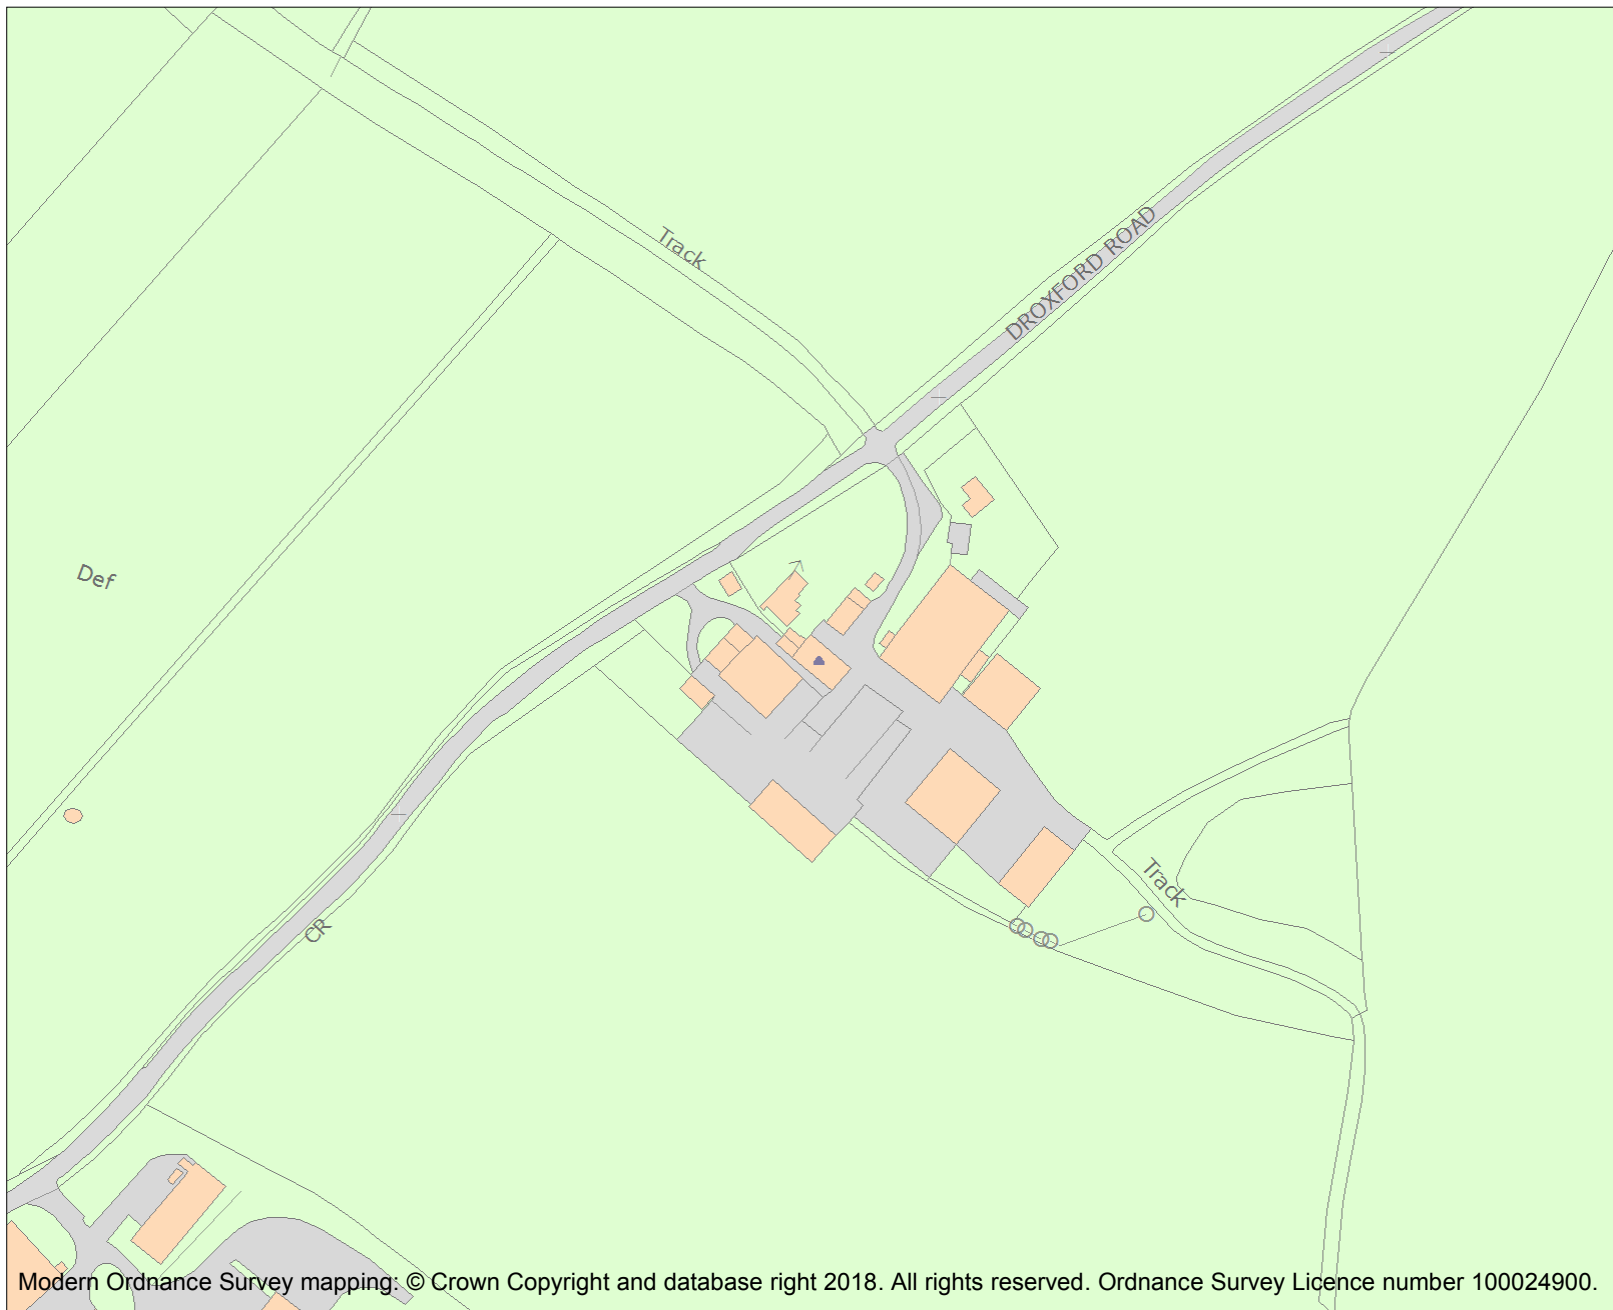 Track
DROXFORD ROAD
Def
Track
CR
Modern Ordnance Survey mapping: © Crown Copyright and database right 2018. All rights reserved. Ordnance Survey Licence number 100024900.